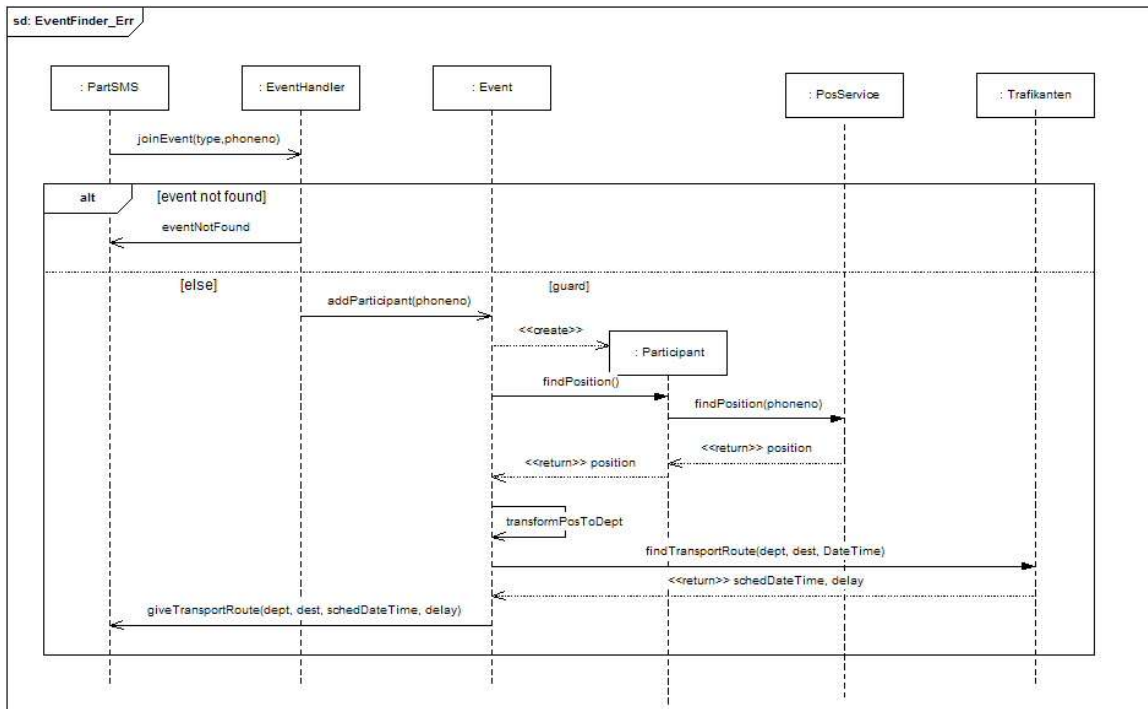 sd: EventFinder_Err
: PartSMS
: EventHandler
: Event
: PosService
: Trafikanten
joinEvent(type,phoneno)
alt
[event not found]
eventNotFound
[else]
[guard]
addParticipant(phoneno)
<<create>>
: Participant
findPosition()
findPosition(phoneno)
<<return>> position
<<return>> position
transformPosToDept
findTransportRoute(dept, dest, DateTime)
<<return>> schedDateTime, delay
giveTransportRoute(dept, dest, schedDateTime, delay)